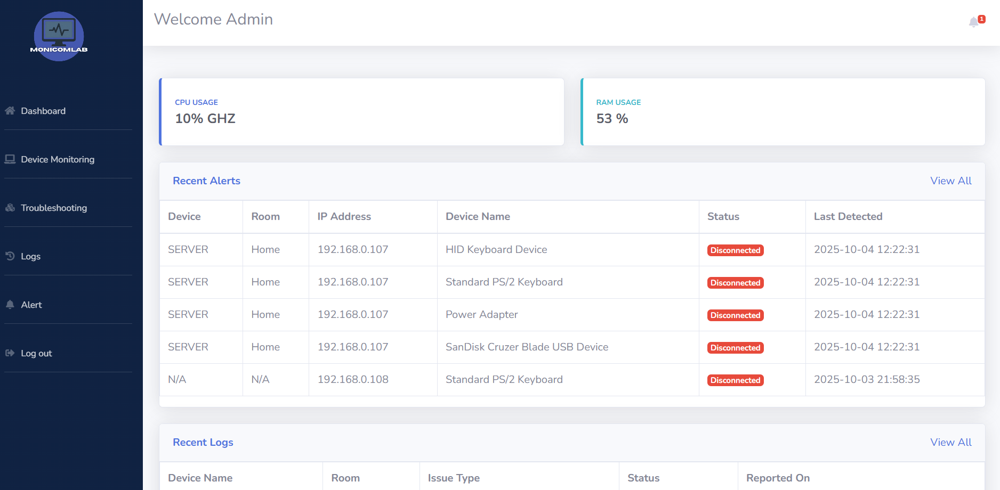 MONICOMLAB
Dashboard
Device Monitoring
Troubleshooting
Logs
Alert
Log out
Welcome Admin
1
CPU USAGE
10% GHZ
RAM USAGE
53 %
Recent Alerts View All
Device Room IP Address Device Name Status Last Detected
SERVER Home 192.168.0.107 HID Keyboard Device Disconnected 2025-10-04 12:22:31
SERVER Home 192.168.0.107 Standard PS/2 Keyboard Disconnected 2025-10-04 12:22:31
SERVER Home 192.168.0.107 Power Adapter Disconnected 2025-10-04 12:22:31
SERVER Home 192.168.0.107 SanDisk Cruzer Blade USB Device Disconnected 2025-10-04 12:22:31
N/A N/A 192.168.0.108 Standard PS/2 Keyboard Disconnected 2025-10-03 21:58:35
Recent Logs View All
Device Name Room Issue Type Status Reported On